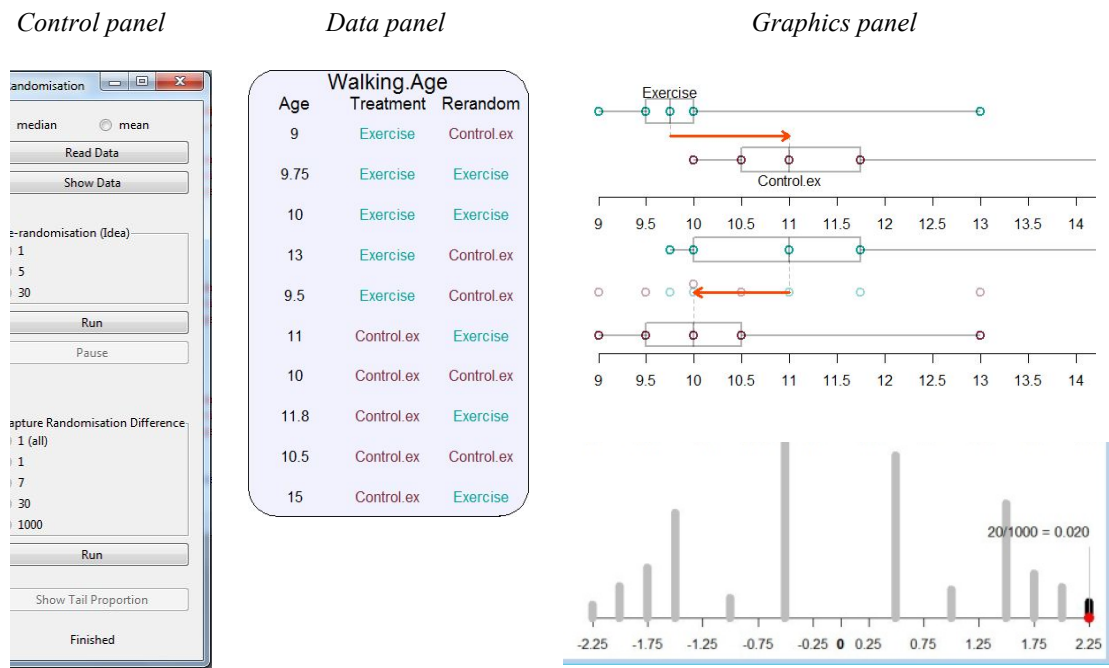 Control panel
Data panel
Graphics panel
andomisation
median mean
Read Data
Show Data
e-randomisation (Idea)
1
5
30
Run
Pause
apture Randomisation Difference
1 (all)
1
7
30
1000
Run
Show Tail Proportion
Finished
Walking.Age
Age Treatment Rerandom
9 Exercise Control.ex
9.75 Exercise Exercise
10 Exercise Exercise
13 Exercise Control.ex
9.5 Exercise Control.ex
11 Control.ex Exercise
10 Control.ex Control.ex
11.8 Control.ex Exercise
10.5 Control.ex Control.ex
15 Control.ex Exercise
Exercise
Control.ex
9 9.5 10 10.5 11 11.5 12 12.5 13 13.5 14
9 9.5 10 10.5 11 11.5 12 12.5 13 13.5 14
20/1000 = 0.020
-2.25 -1.75 -1.25 -0.75 -0.25 0 0.25 0.75 1.25 1.75 2.25